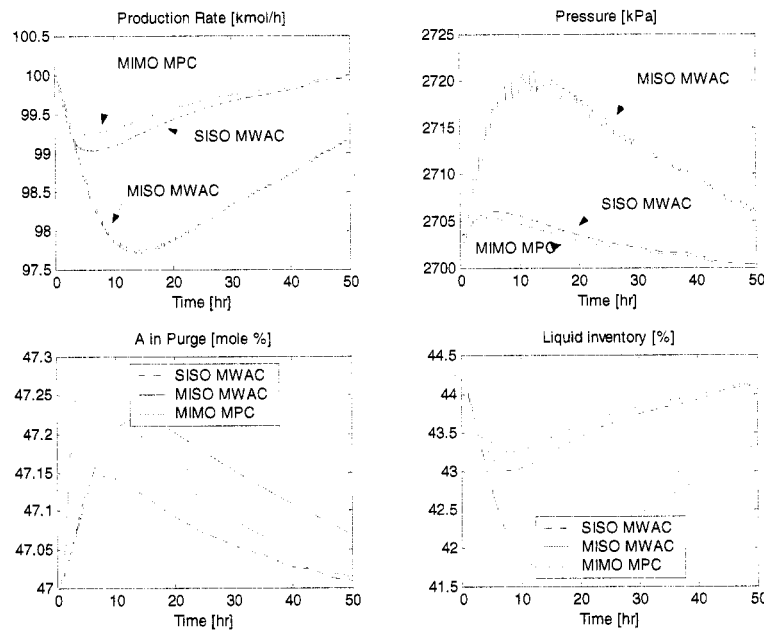 Production Rate [kmol/h]
100.5
100
99.5
99
98.5
98
97.5
MIMO MPC
SISO MWAC
MISO MWAC
0 10 20 30 40 50
Time [hr]
Pressure [kPa]
2725
2720
2715
2710
2705
2700
MISO MWAC
SISO MWAC
MIMO MPC
0 10 20 30 40 50
Time [hr]
A in Purge [mole %]
47.3
47.25
47.2
47.15
47.1
47.05
47
SISO MWAC
MISO MWAC
MIMO MPC
0 10 20 30 40 50
Time [hr]
Liquid inventory [%]
44.5
44
43.5
43
42.5
42
41.5
SISO MWAC
MISO MWAC
MIMO MPC
0 10 20 30 40 50
Time [hr]